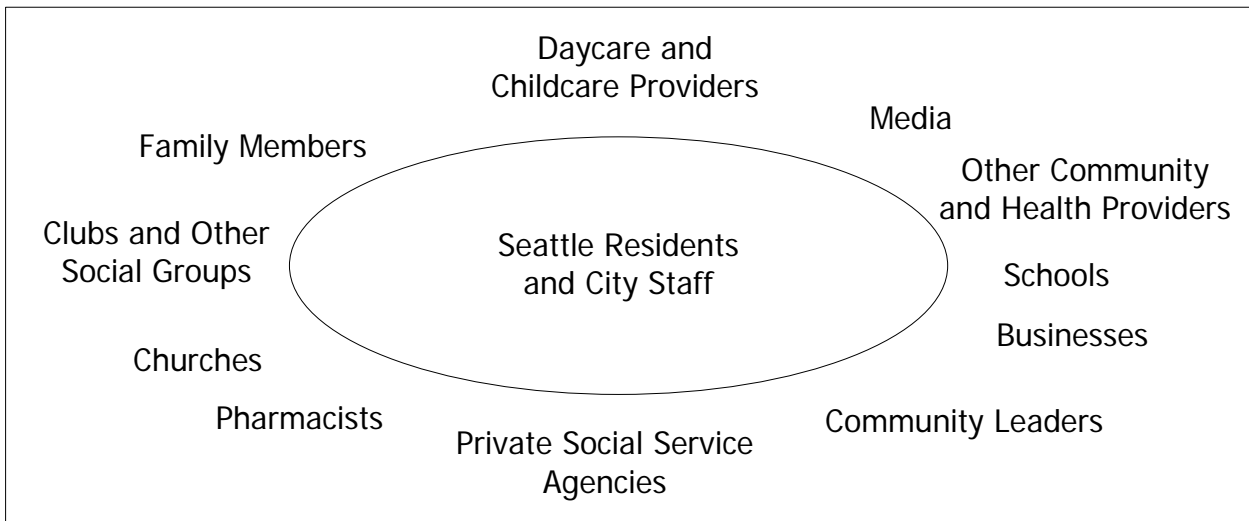 Daycare and
Childcare Providers
Media
Family Members
Other Community
and Health Providers
Clubs and Other
Social Groups
Seattle Residents
and City Staff
Schools
Businesses
Churches
Pharmacists
Private Social Service
Agencies
Community Leaders